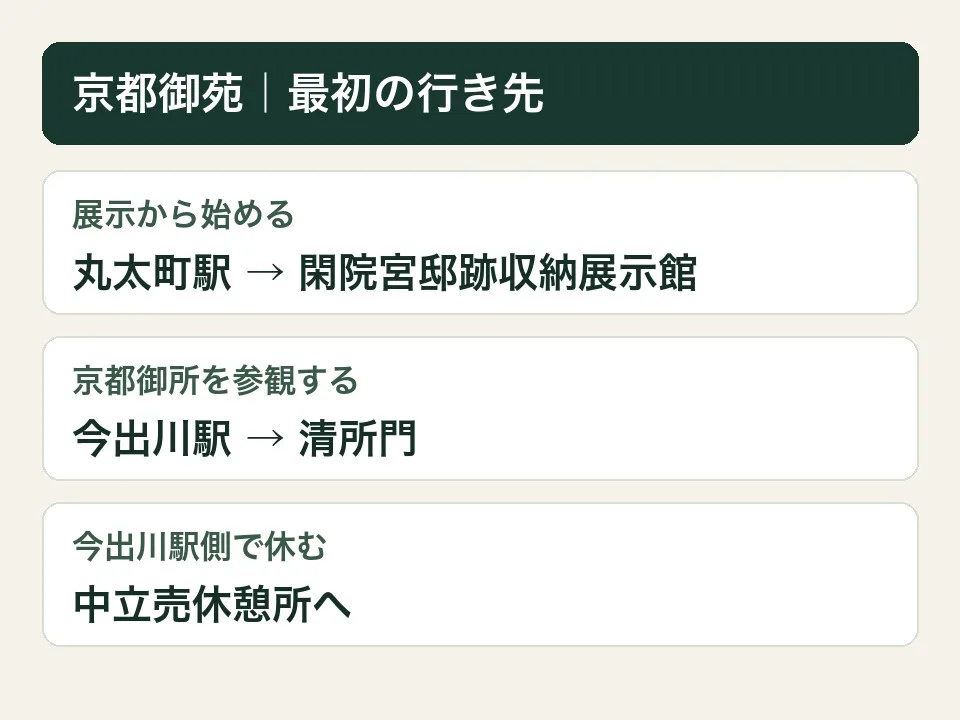 京都御苑｜最初の行き先
展示から始める
丸太町駅 → 閑院宮邸跡収納展示館
京都御所を参観する
今出川駅 → 清所門
今出川駅側で休む
中立売休憩所へ